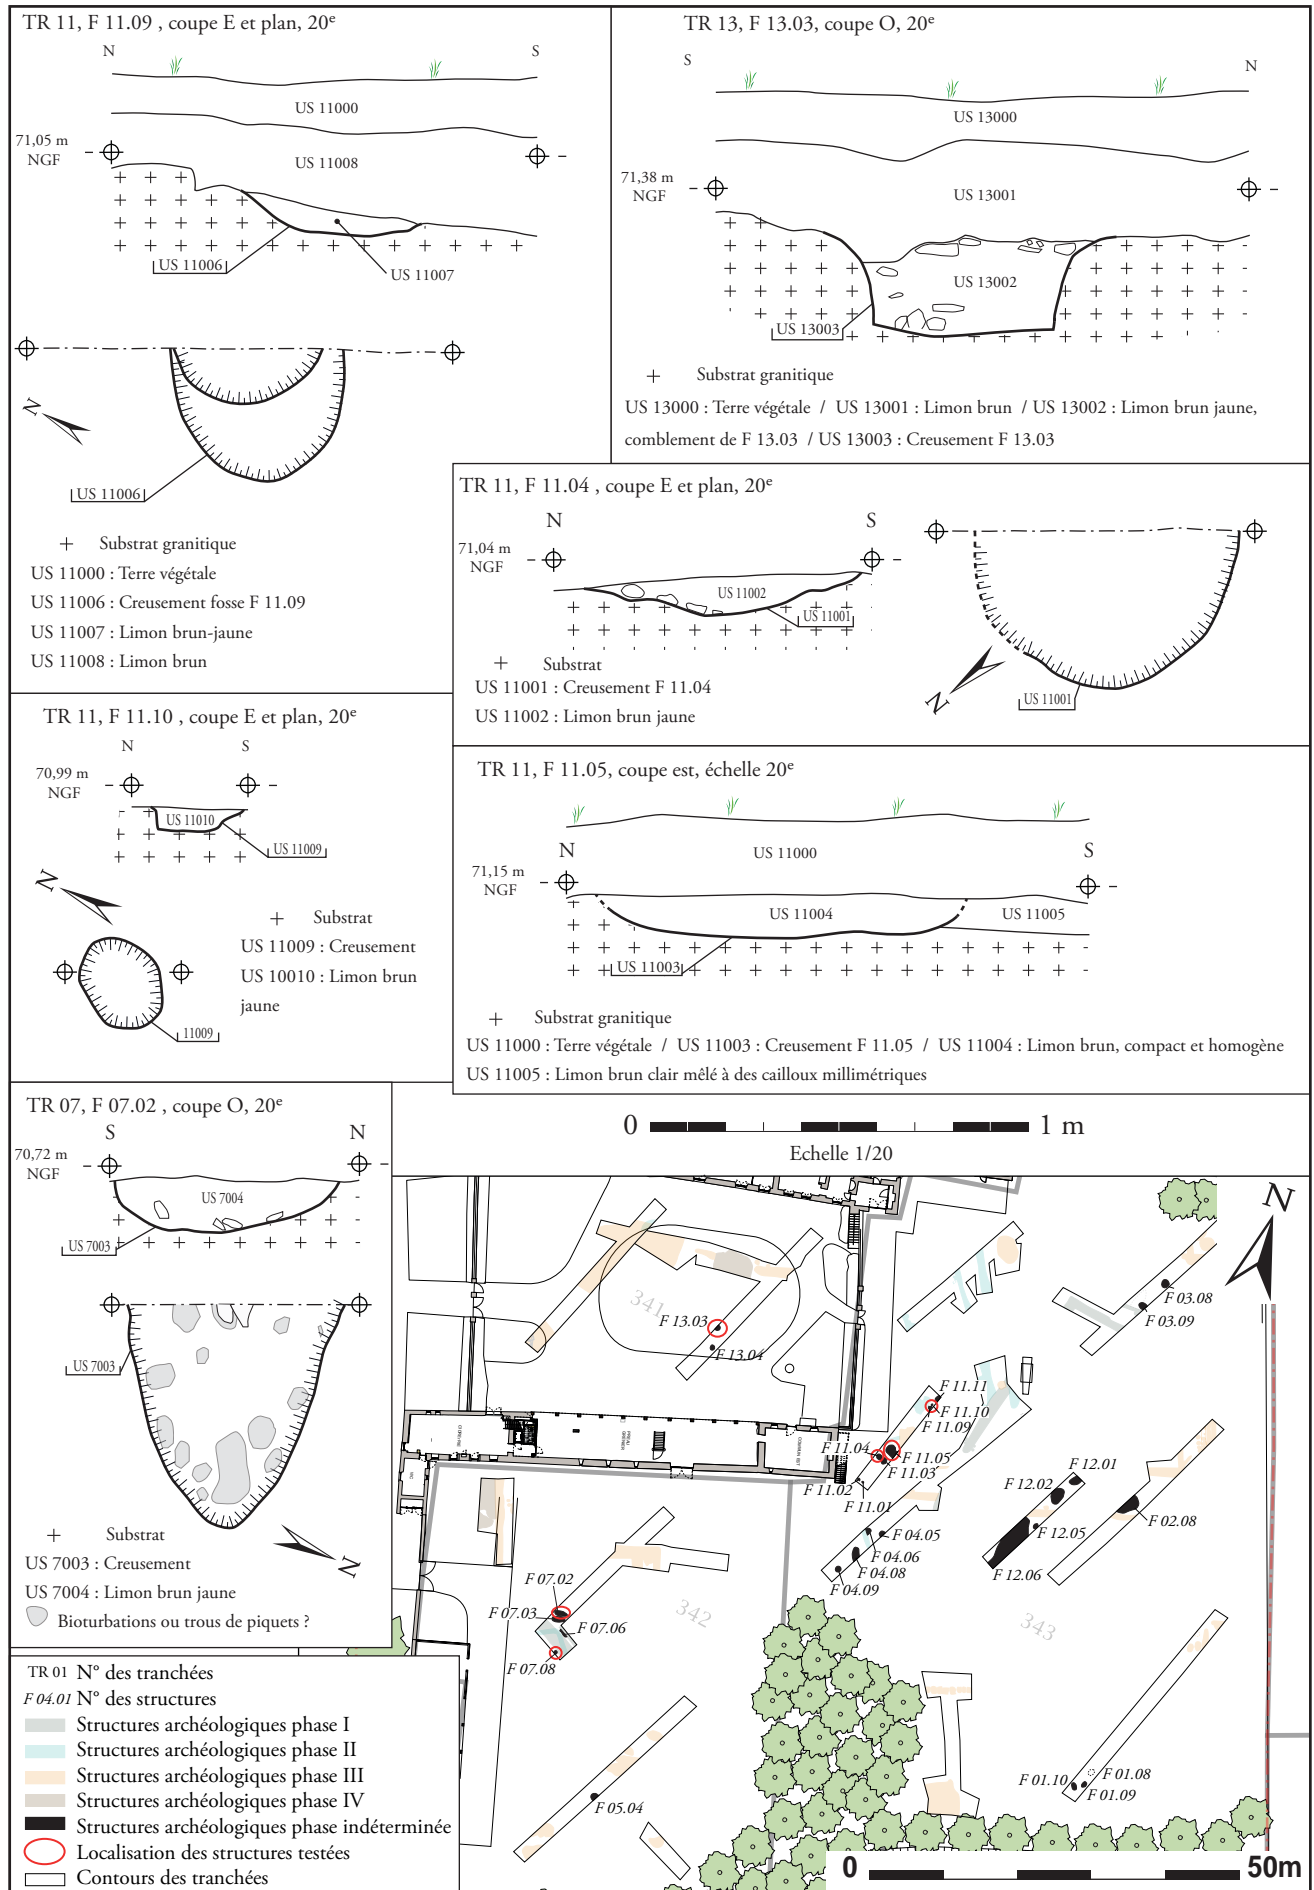 TR 11, F 11.09 , coupe E et plan, 20e
N
S
US 11000
71,05 m
NGF
US 11008
US 11006
US 11007
N
US 11006
+ Substrat granitique
US 11000 : Terre végétale
US 11006 : Creusement fosse F 11.09
US 11007 : Limon brun-jaune
US 11008 : Limon brun
TR 13, F 13.03, coupe O, 20e
S
N
US 13000
71,38 m
NGF
US 13001
US 13002
US 13003
+ Substrat granitique
US 13000 : Terre végétale / US 13001 : Limon brun / US 13002 : Limon brun jaune,
comblement de F 13.03 / US 13003 : Creusement F 13.03
TR 11, F 11.04 , coupe E et plan, 20e
N
S
71,04 m
NGF
US 11002
US 11001
N
US 11001
+ Substrat
US 11001 : Creusement F 11.04
US 11002 : Limon brun jaune
TR 11, F 11.10 , coupe E et plan, 20e
N
S
70,99 m
NGF
US 11010
US 11009
N
11009
+ Substrat
US 11009 : Creusement
US 10010 : Limon brun
jaune
TR 11, F 11.05, coupe est, échelle 20e
N
S
US 11000
71,15 m
NGF
US 11004
US 11005
US 11003
+ Substrat granitique
US 11000 : Terre végétale / US 11003 : Creusement F 11.05 / US 11004 : Limon brun, compact et homogène
US 11005 : Limon brun clair mêlé à des cailloux millimétriques
TR 07, F 07.02 , coupe O, 20e
S
N
70,72 m
NGF
US 7004
US 7003
US 7003
N
+ Substrat
US 7003 : Creusement
US 7004 : Limon brun jaune
Bioturbations ou trous de piquets ?
0
1 m
Echelle 1/20
N
341
F 13.03
F 13.04
F 03.08
F 03.09
F 11.11
F 11.10
F 11.09
F 11.04
F 11.05
F 11.03
F 11.02
F 11.01
F 12.01
F 12.02
F 02.08
F 12.05
F 12.06
F 04.05
F 04.06
F 04.08
F 04.09
F 07.02
F 07.03
F 07.06
F 07.08
342
343
F 05.04
F 01.10
F 01.08
F 01.09
TR 01 N° des tranchées
F 04.01 N° des structures
Structures archéologiques phase I
Structures archéologiques phase II
Structures archéologiques phase III
Structures archéologiques phase IV
Structures archéologiques phase indéterminée
Localisation des structures testées
Contours des tranchées
0
50m